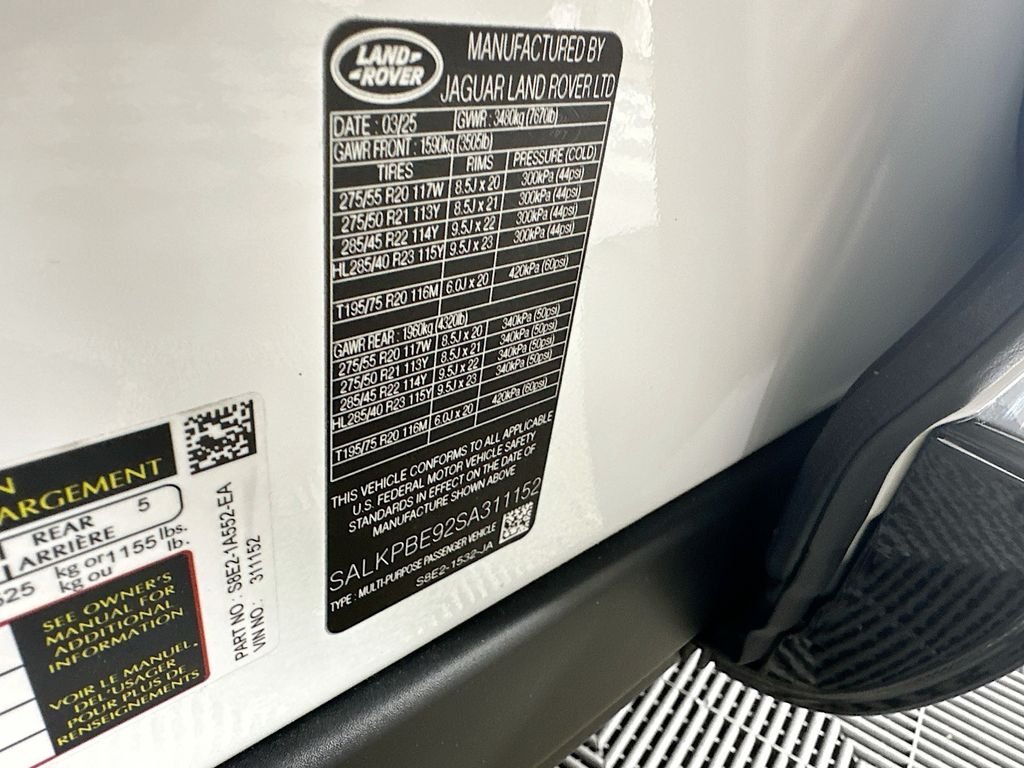 LAND
ROVER
MANUFACTURED BY
JAGUAR LAND ROVER LTD
DATE : 03/25 GVWR : 3480kg (7670lb)
GAWR FRONT : 1590kg (3505lb)
TIRES RIMS PRESSURE (COLD)
275/55 R20 117W 8.5J x 20 300kPa (44psi)
275/50 R21 113Y 8.5J x 21 300kPa (44psi)
285/45 R22 114Y 9.5J x 22 300kPa (44psi)
HL285/40 R23 115Y 9.5J x 23 300kPa (44psi)
T195/75 R20 116M 6.0J x 20 420kPa (60psi)
GAWR REAR : 1960kg (4320lb)
275/55 R20 117W 8.5J x 20 340kPa (50psi)
275/50 R21 113Y 8.5J x 21 340kPa (50psi)
285/45 R22 114Y 9.5J x 22 340kPa (50psi)
HL285/40 R23 115Y 9.5J x 23 340kPa (50psi)
T195/75 R20 116M 6.0J x 20 420kPa (60psi)
THIS VEHICLE CONFORMS TO ALL APPLICABLE
U.S. FEDERAL MOTOR VEHICLE SAFETY
STANDARDS IN EFFECT ON THE DATE OF
MANUFACTURE SHOWN ABOVE
SALKPBE92SA311152
TYPE : MULTI-PURPOSE PASSENGER VEHICLE
S8E2-1532-JA
ARGEMENT
REAR 5
ARRIÈRE
kg or 1155 lbs.
kg ou lb.
SEE OWNER'S
MANUAL FOR
ADDITIONAL
INFORMATION
VOIR LE MANUEL
DE L'USAGER
POUR PLUS DE
RENSEIGNEMENTS
PART NO : S8E2-1A552-EA
VIN NO : 311152